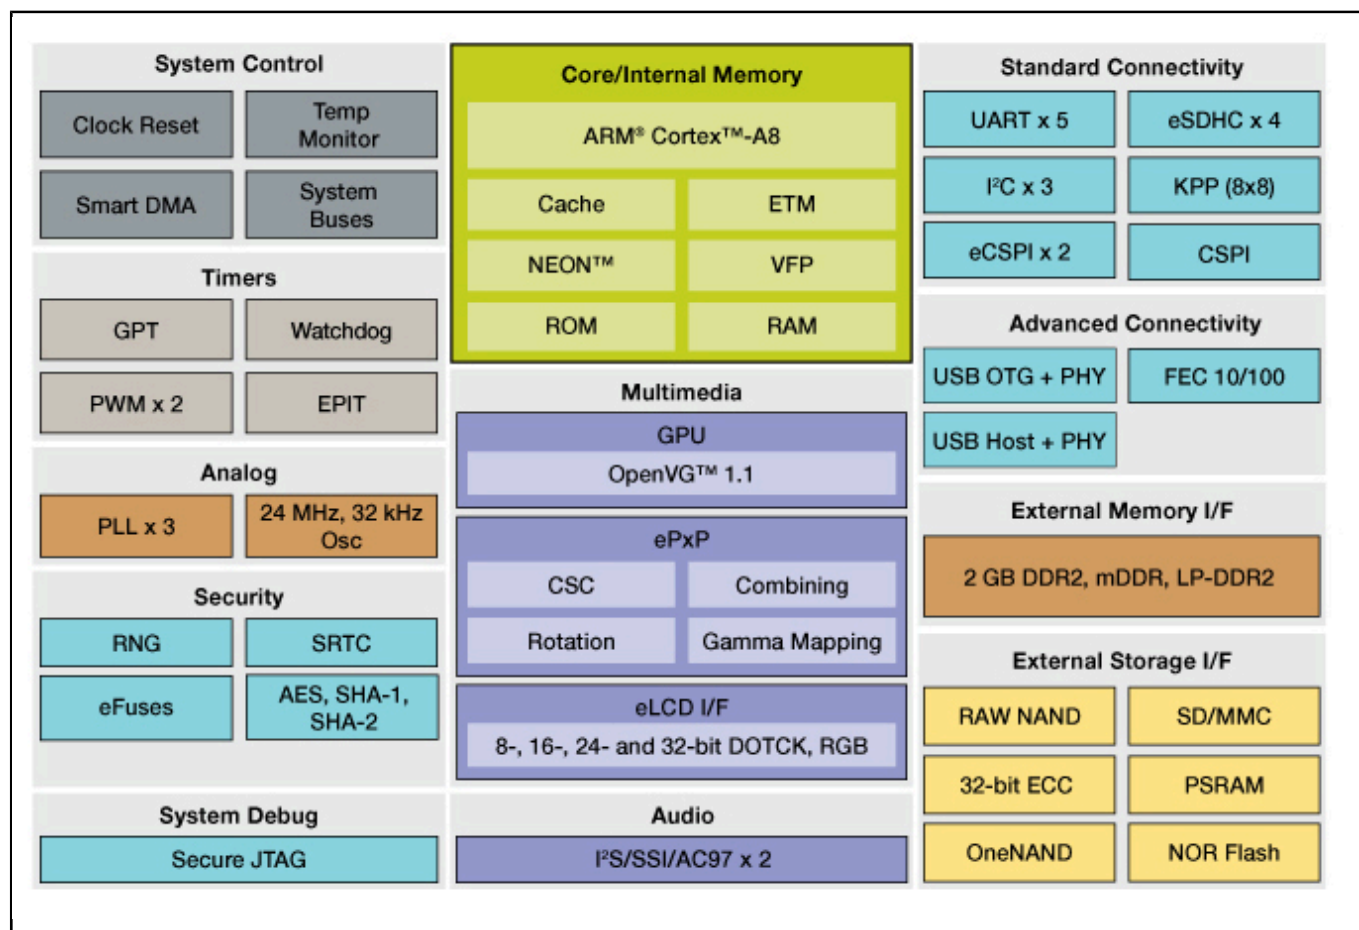 System Control
Clock Reset
Temp
Monitor
Smart DMA
System
Buses
Timers
GPT
Watchdog
PWM x 2
EPIT
Analog
PLL x 3
24 MHz, 32 kHz
Osc
Security
RNG
SRTC
eFuses
AES, SHA-1,
SHA-2
System Debug
Secure JTAG
Core/Internal Memory
ARM® Cortex™-A8
Cache
ETM
NEON™
VFP
ROM
RAM
Multimedia
GPU
OpenVG™ 1.1
ePxP
CSC
Combining
Rotation
Gamma Mapping
eLCD I/F
8-, 16-, 24- and 32-bit DOTCK, RGB
Audio
I²S/SSI/AC97 x 2
Standard Connectivity
UART x 5
eSDHC x 4
I²C x 3
KPP (8x8)
eCSPI x 2
CSPI
Advanced Connectivity
USB OTG + PHY
FEC 10/100
USB Host + PHY
External Memory I/F
2 GB DDR2, mDDR, LP-DDR2
External Storage I/F
RAW NAND
SD/MMC
32-bit ECC
PSRAM
OneNAND
NOR Flash